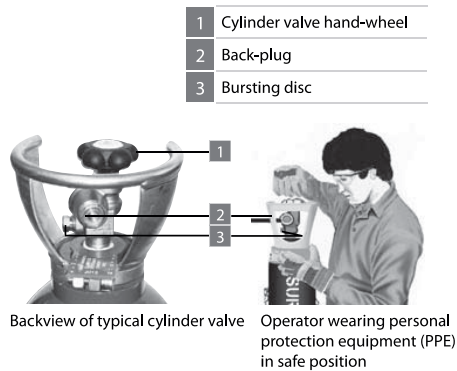 1 Cylinder valve hand-wheel
2 Back-plug
3 Bursting disc
1
2
3
SUR
Backview of typical cylinder valve
Operator wearing personal
protection equipment (PPE)
in safe position